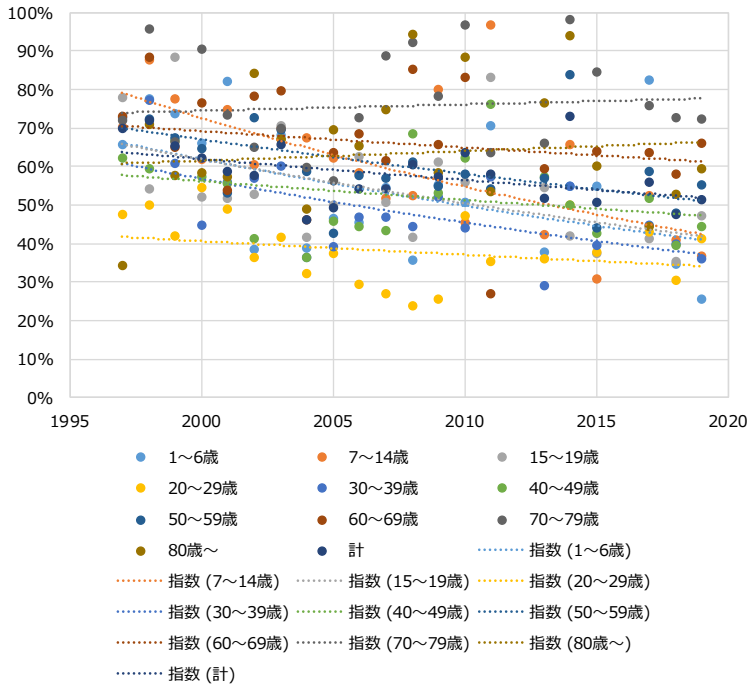 100%
90%
80%
70%
60%
50%
40%
30%
20%
10%
0%
1995 2000 2005 2010 2015 2020
1～6歳 7～14歳 15～19歳
20～29歳 30～39歳 40～49歳
50～59歳 60～69歳 70～79歳
80歳～ 計 指数 (1～6歳)
指数 (7～14歳) 指数 (15～19歳) 指数 (20～29歳)
指数 (30～39歳) 指数 (40～49歳) 指数 (50～59歳)
指数 (60～69歳) 指数 (70～79歳) 指数 (80歳～)
指数 (計)